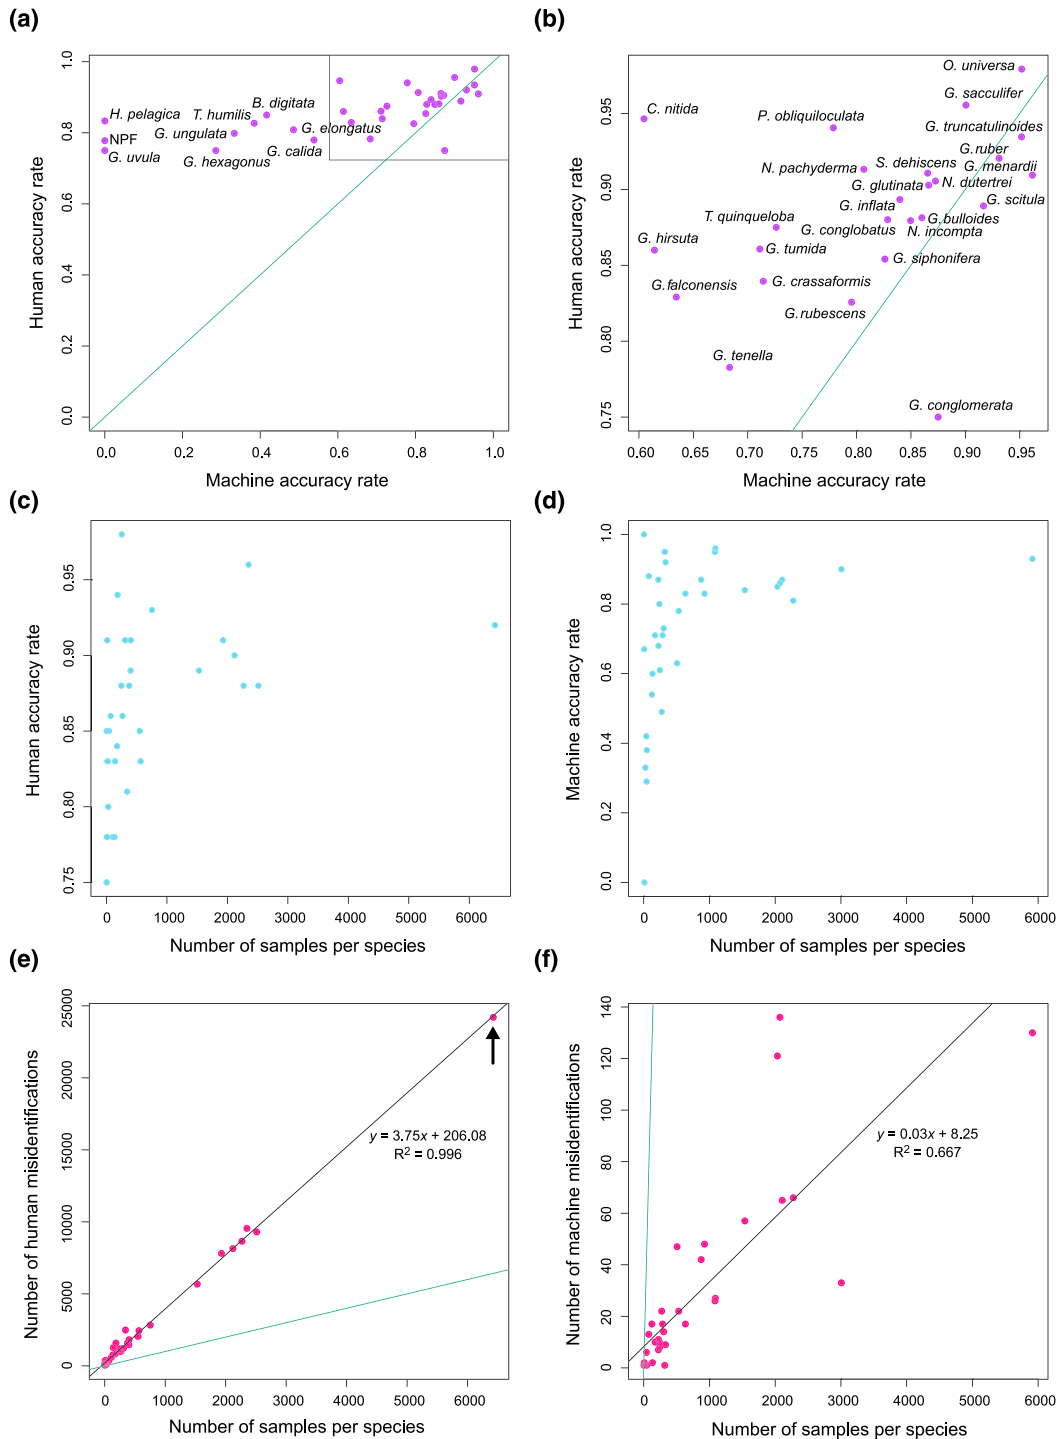 (a)
Human accuracy rate
1.0
0.8
0.6
0.4
0.2
0.0
H. pelagica
NPF
G. uvula
T. humilis
G. ungulata
G. hexagonus
B. digitata
G. elongatus
G. calida
0.0 0.2 0.4 0.6 0.8 1.0
Machine accuracy rate
(b)
Human accuracy rate
0.95
0.90
0.85
0.80
0.75
O. universa
G. sacculifer
C. nitida
P. obliquiloculata
G. truncatulinoides
G. ruber
N. pachyderma
S. dehiscens
G. menardii
G. glutinata
N. dutertrei
G. inflata
G. scitula
T. quinqueloba
G. conglobatus
G. bulloides
N. incompta
G. hirsuta
G. tumida
G. siphonifera
G. falconensis
G. crassaformis
G. rubescens
G. tenella
G. conglomerata
0.60 0.65 0.70 0.75 0.80 0.85 0.90 0.95
Machine accuracy rate
(c)
Human accuracy rate
0.95
0.90
0.85
0.80
0.75
0 1000 2000 3000 4000 5000 6000
Number of samples per species
(d)
Machine accuracy rate
1.0
0.8
0.6
0.4
0.2
0.0
0 1000 2000 3000 4000 5000 6000
Number of samples per species
(e)
Number of human misidentifications
25000
20000
15000
10000
5000
0
y = 3.75x + 206.08
R2 = 0.996
0 1000 2000 3000 4000 5000 6000
Number of samples per species
(f)
Number of machine misidentifications
140
120
100
80
60
40
20
0
y = 0.03x + 8.25
R2 = 0.667
0 1000 2000 3000 4000 5000 6000
Number of samples per species